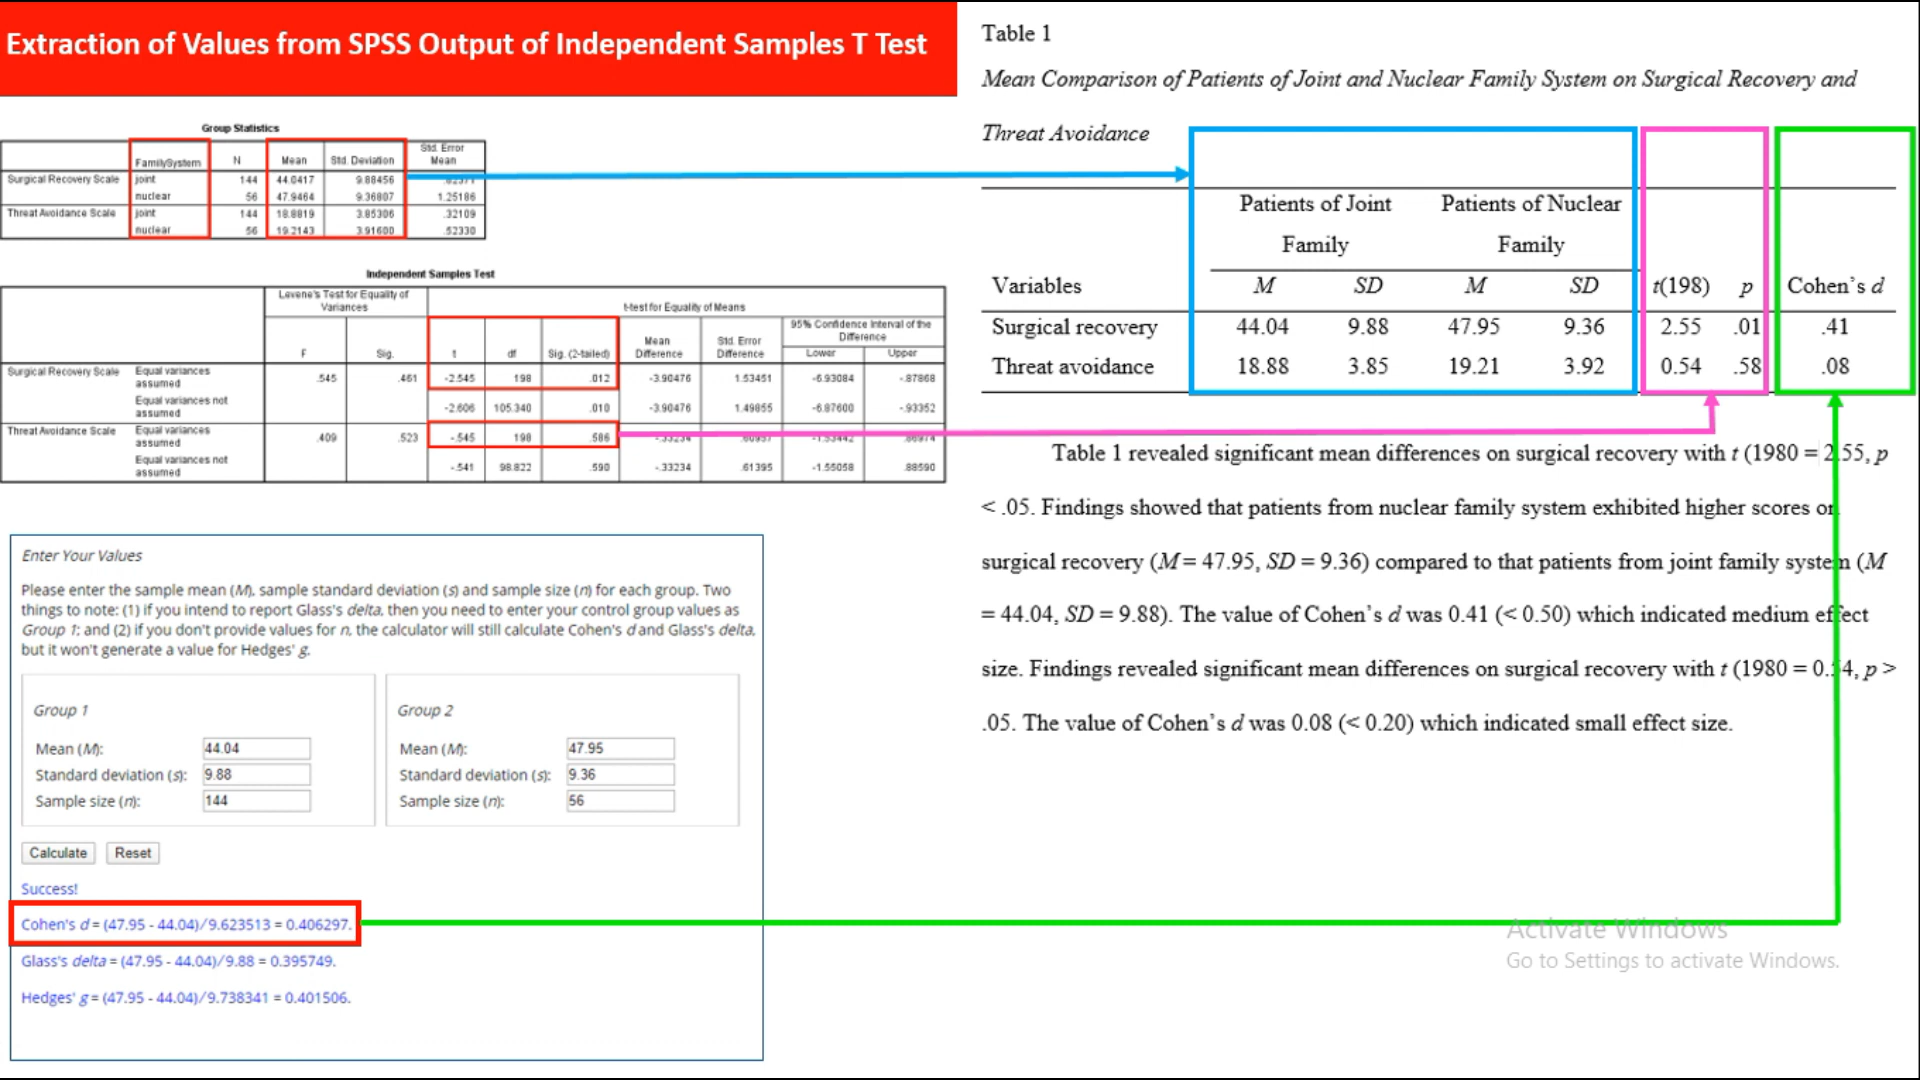 Extraction of Values from SPSS Output of Independent Samples T Test
Group Statistics
FamilySystem N Mean Std. Deviation Std. Error Mean
Surgical Recovery Scale joint 144 44.0417 9.88456
nuclear 56 47.9464 9.36807 1.25186
Threat Avoidance Scale joint 144 18.8819 3.85306 .32109
nuclear 56 19.2143 3.91600 .52330
Independent Samples Test
Levene's Test for Equality of Variances t-test for Equality of Means
95% Confidence Interval of the Difference
F Sig. t df Sig. (2-tailed) Mean Difference Std. Error Difference Lower Upper
Surgical Recovery Scale Equal variances assumed .545 .461 -2.545 198 .012 -3.90476 1.53451 -6.93084 -.87868
Equal variances not assumed -2.606 105.340 .010 -3.90476 1.49855 -6.87600 -.93352
Threat Avoidance Scale Equal variances assumed .409 .523 -.545 198 .586 -.33234 .60957 -1.53442 .86974
Equal variances not assumed -.541 98.822 .590 -.33234 .61395 -1.55058 .88590
Enter Your Values
Please enter the sample mean (M), sample standard deviation (s) and sample size (n) for each group. Two
things to note: (1) if you intend to report Glass's delta, then you need to enter your control group values as
Group 1; and (2) if you don't provide values for n, the calculator will still calculate Cohen's d and Glass's delta,
but it won't generate a value for Hedges' g.
Group 1
Mean (M): 44.04
Standard deviation (s): 9.88
Sample size (n): 144
Group 2
Mean (M): 47.95
Standard deviation (s): 9.36
Sample size (n): 56
Calculate Reset
Success!
Cohen's d = (47.95 - 44.04)/9.623513 = 0.406297.
Glass's delta = (47.95 - 44.04)/9.88 = 0.395749.
Hedges' g = (47.95 - 44.04)/9.738341 = 0.401506.
Table 1
Mean Comparison of Patients of Joint and Nuclear Family System on Surgical Recovery and
Threat Avoidance
Patients of Joint Family Patients of Nuclear Family
Variables M SD M SD t(198) p Cohen's d
Surgical recovery 44.04 9.88 47.95 9.36 2.55 .01 .41
Threat avoidance 18.88 3.85 19.21 3.92 0.54 .58 .08
Table 1 revealed significant mean differences on surgical recovery with t (1980 = 2.55, p
< .05. Findings showed that patients from nuclear family system exhibited higher scores on
surgical recovery (M = 47.95, SD = 9.36) compared to that patients from joint family system (M
= 44.04, SD = 9.88). The value of Cohen's d was 0.41 (< 0.50) which indicated medium effect
size. Findings revealed significant mean differences on surgical recovery with t (1980 = 0.54, p >
.05. The value of Cohen's d was 0.08 (< 0.20) which indicated small effect size.
Activate Windows
Go to Settings to activate Windows.